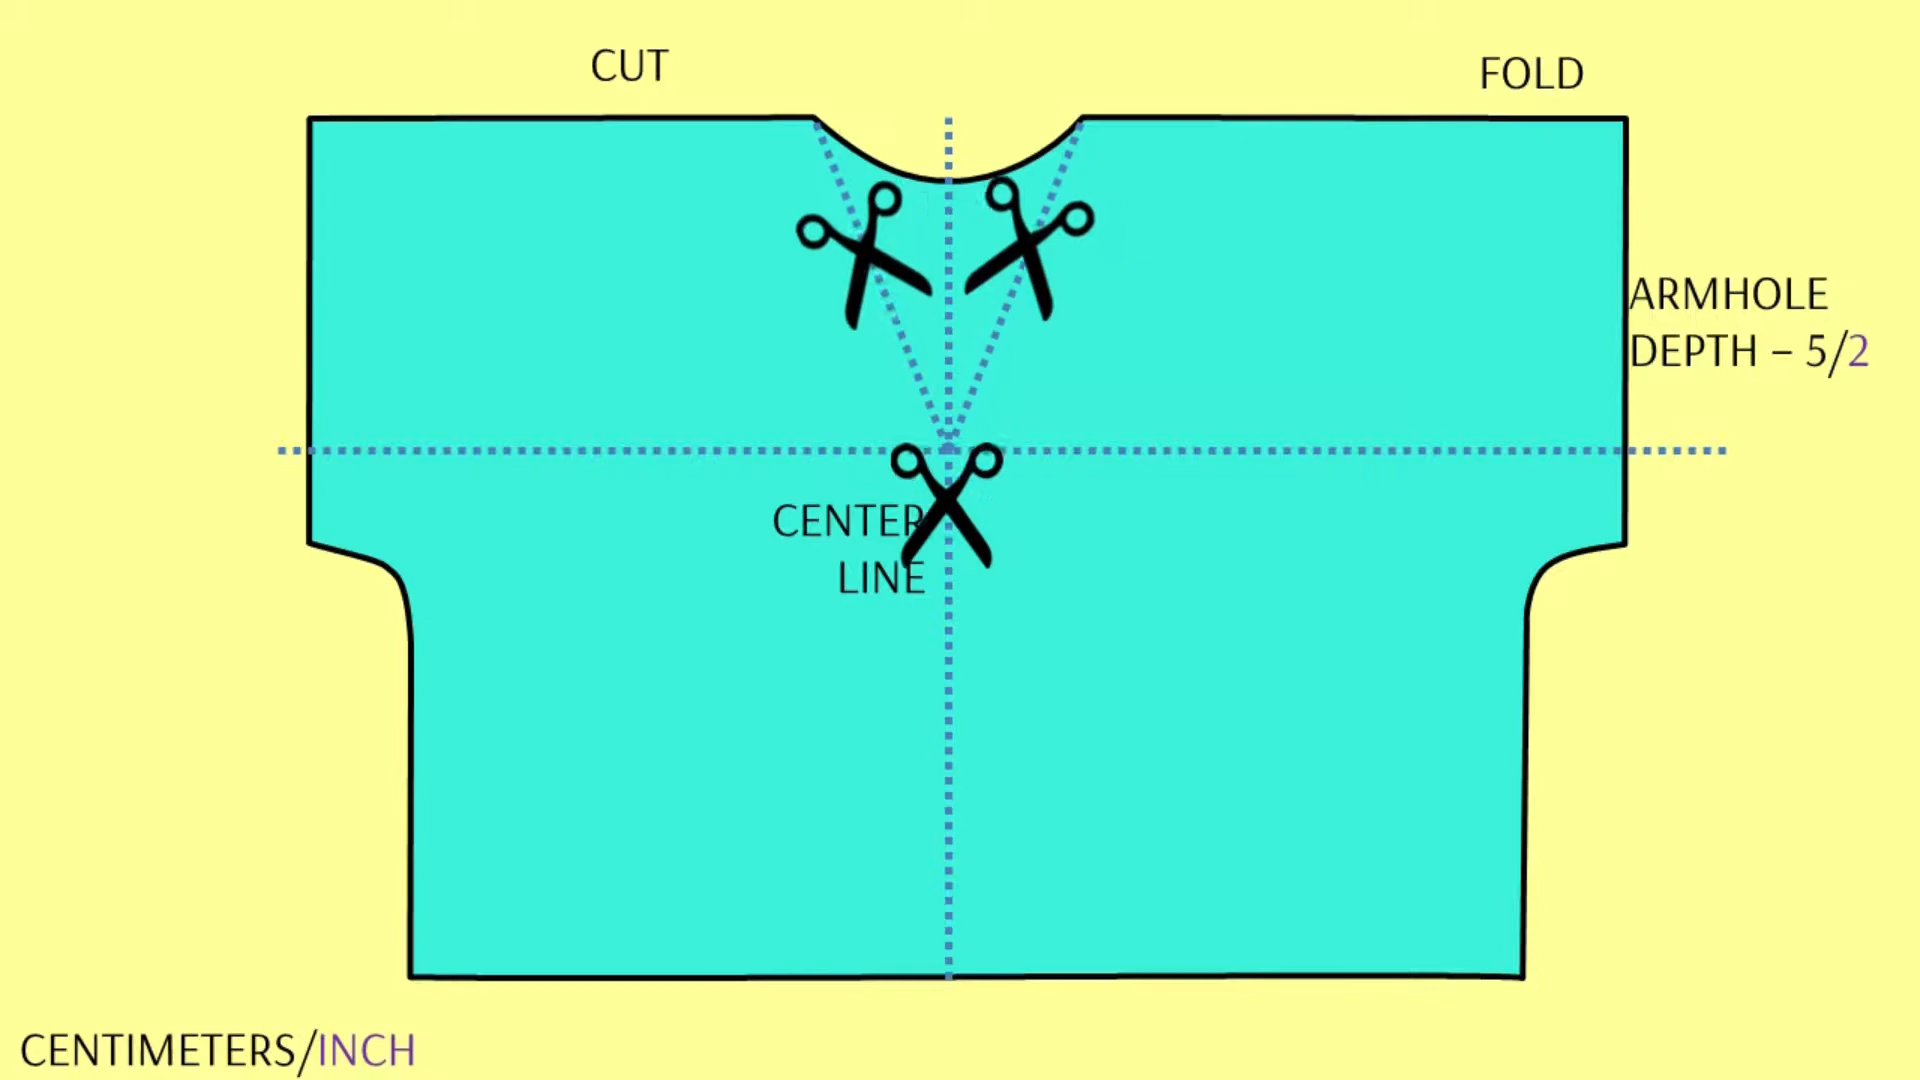 CUT
FOLD
ARMHOLE
DEPTH – 5/2
CENTER
LINE
CENTIMETERS/INCH